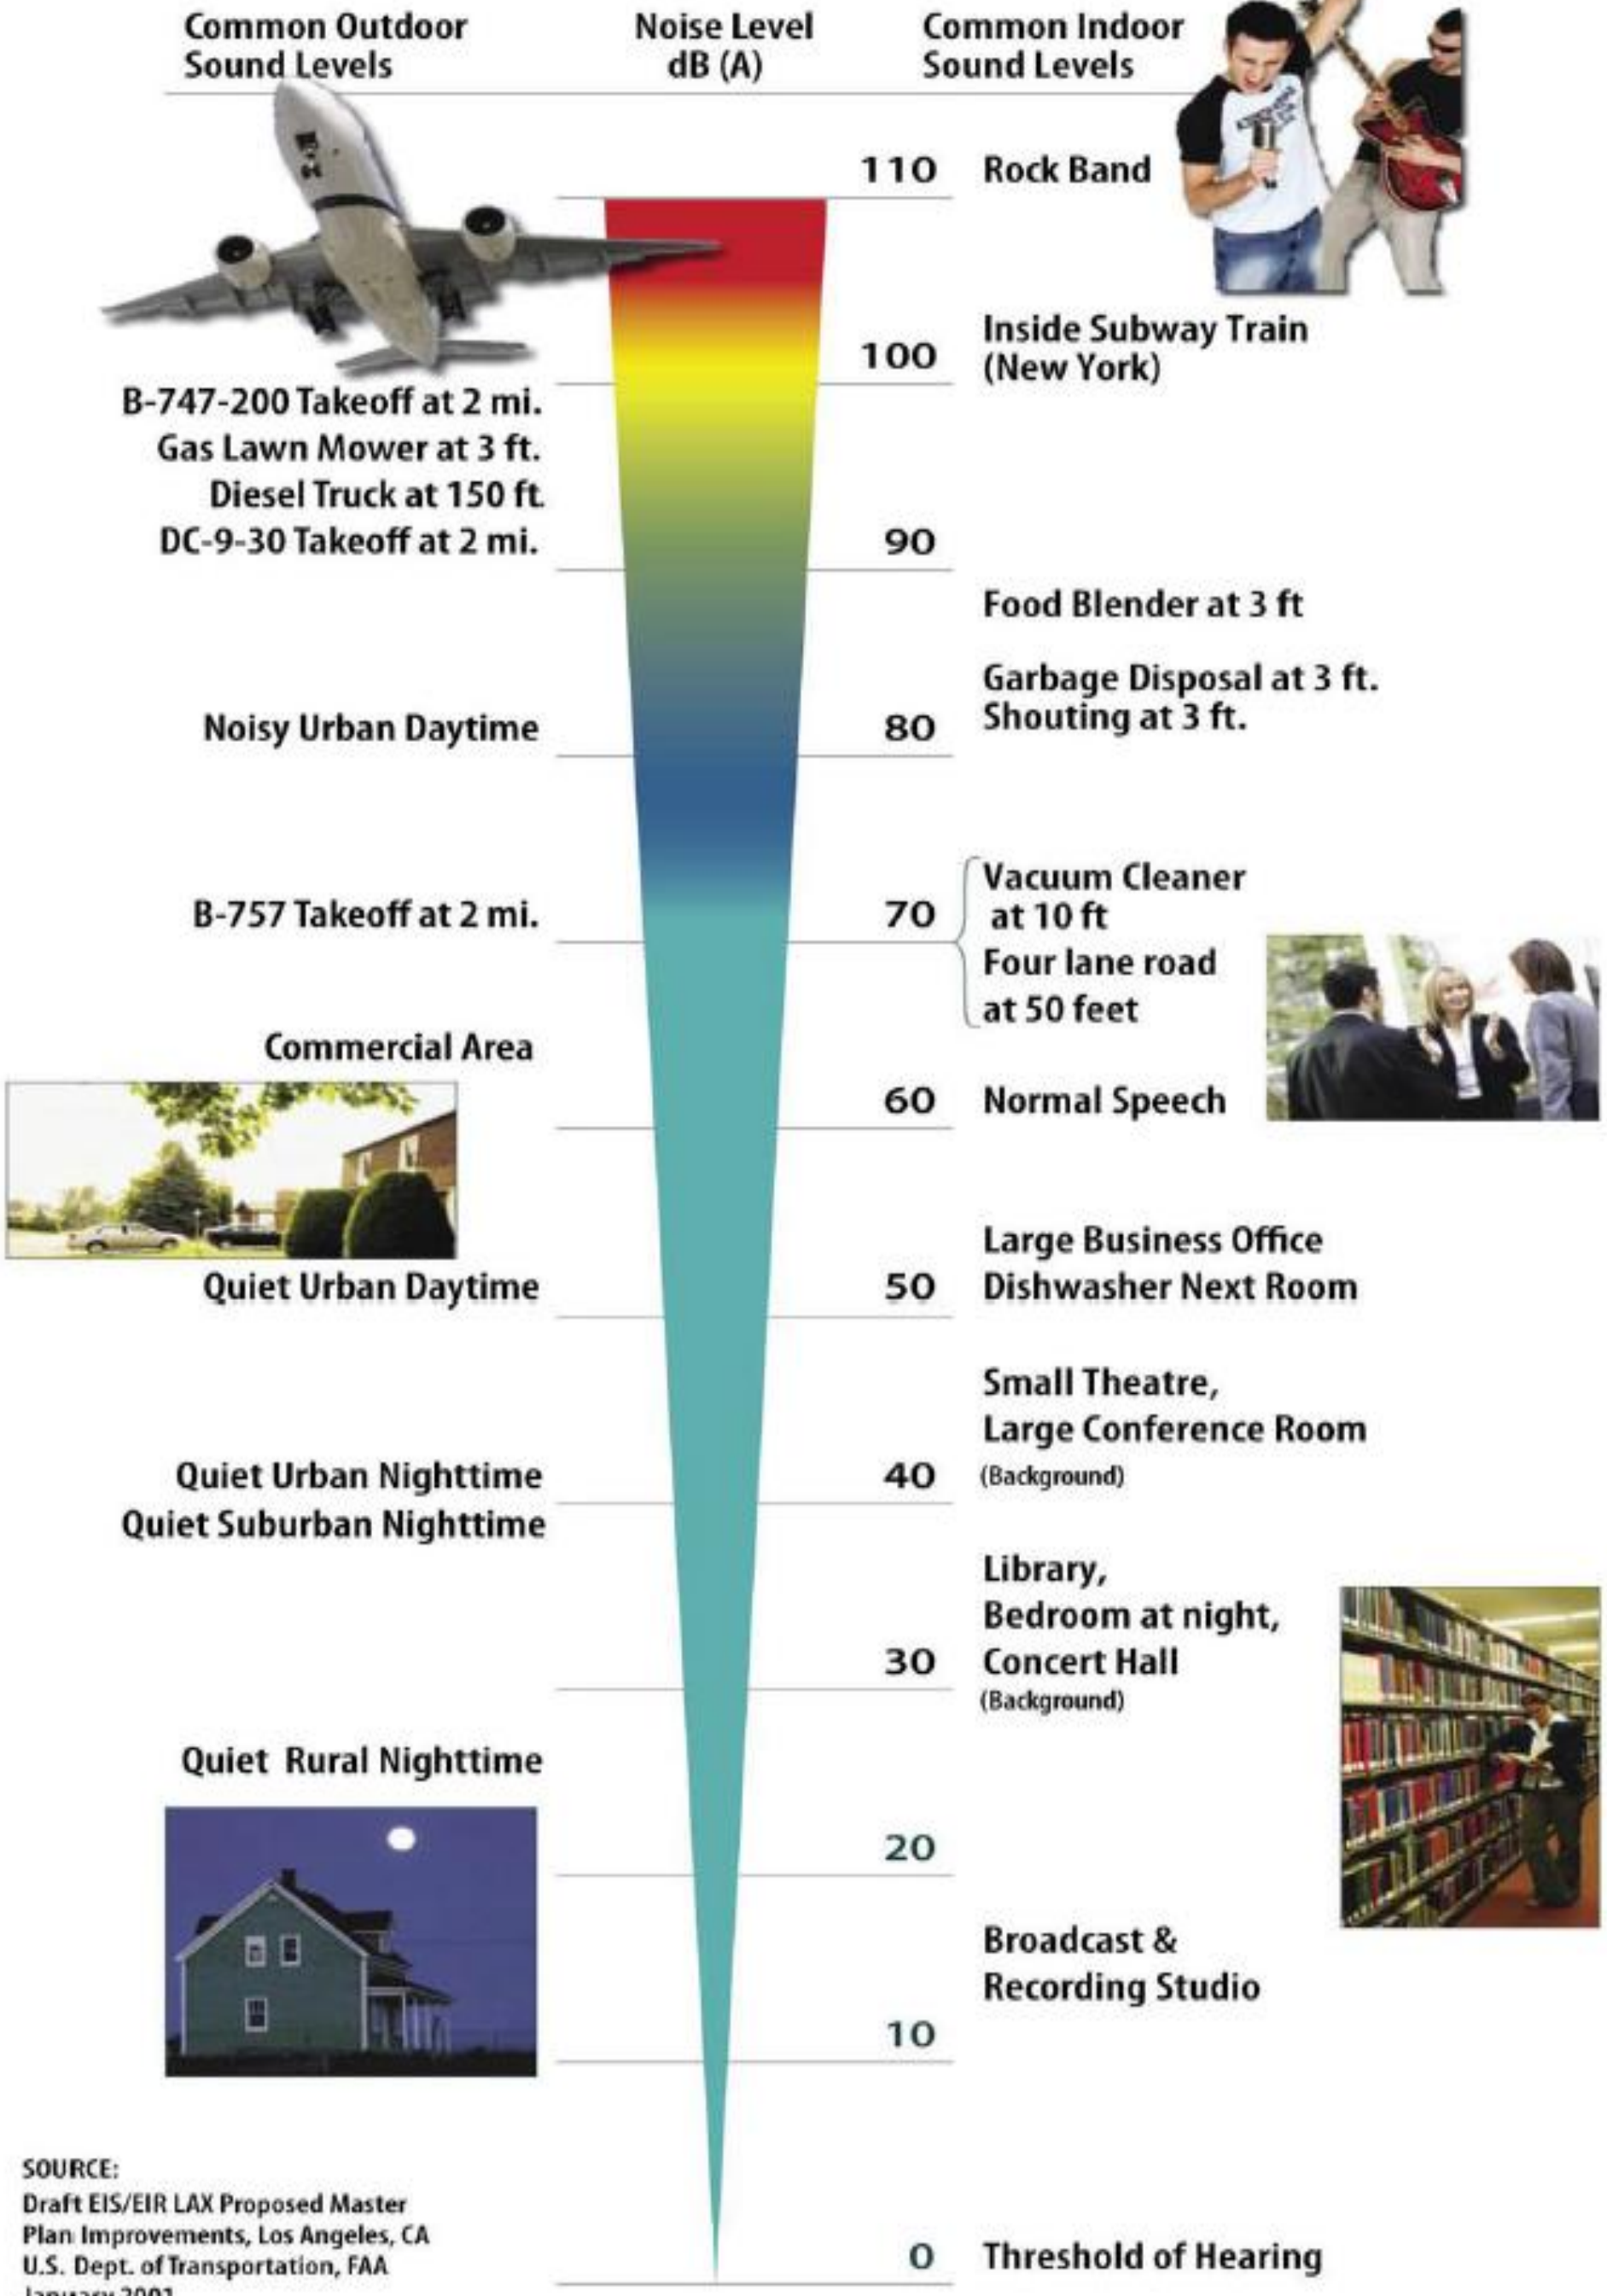 Common Outdoor
Sound Levels
Noise Level
dB (A)
Common Indoor
Sound Levels
110 Rock Band
Inside Subway Train
100 (New York)
B-747-200 Takeoff at 2 mi.
Gas Lawn Mower at 3 ft.
Diesel Truck at 150 ft.
DC-9-30 Takeoff at 2 mi. 90
Food Blender at 3 ft
Garbage Disposal at 3 ft.
Noisy Urban Daytime 80 Shouting at 3 ft.
Vacuum Cleaner
B-757 Takeoff at 2 mi. 70 at 10 ft
Four lane road
at 50 feet
Commercial Area
60 Normal Speech
Large Business Office
Quiet Urban Daytime 50 Dishwasher Next Room
Small Theatre,
Large Conference Room
Quiet Urban Nighttime 40 (Background)
Quiet Suburban Nighttime
Library,
Bedroom at night,
30 Concert Hall
(Background)
Quiet Rural Nighttime
20
Broadcast &
Recording Studio
10
SOURCE:
Draft EIS/EIR LAX Proposed Master
Plan Improvements, Los Angeles, CA
U.S. Dept. of Transportation, FAA
January 2001
0 Threshold of Hearing